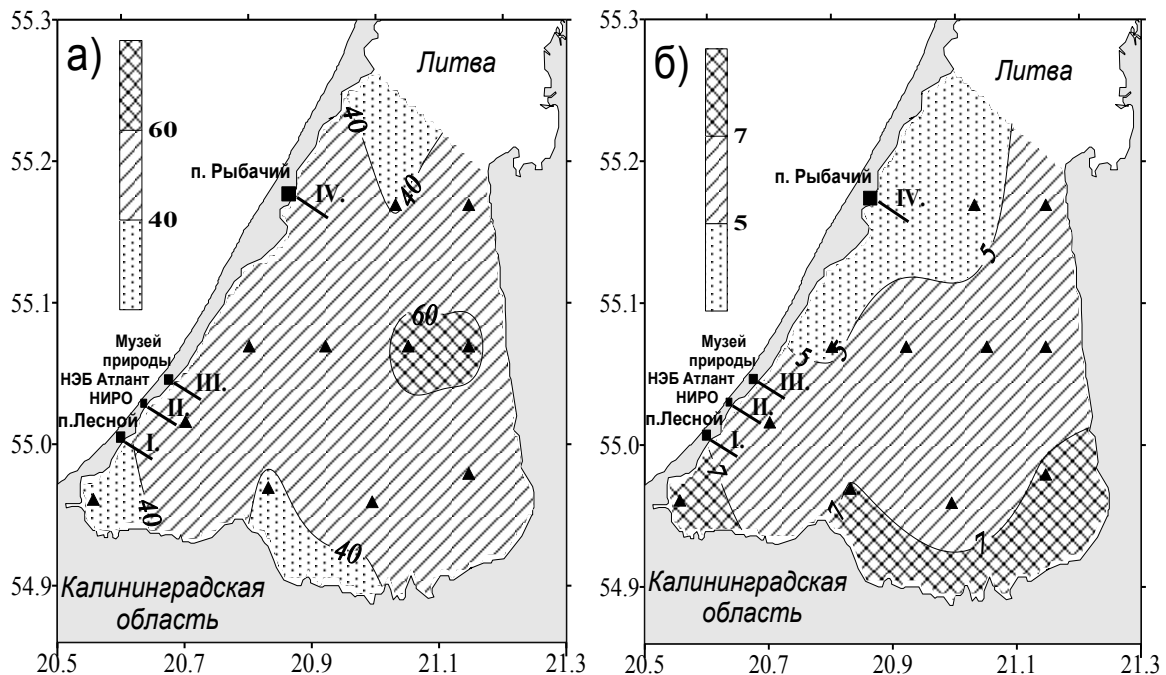 а)
Литва
60
40
40
40
п. Рыбачий
IV.
60
Музей
природы
НЭБ Атлант
НИРО
п.Лесной
III.
II.
I.
40
40
Калининградская
область
55.3
55.2
55.1
55.0
54.9
20.5
20.7
20.9
21.1
21.3
б)
Литва
7
5
п. Рыбачий
IV.
5
5
5
Музей
природы
НЭБ Атлант
НИРО
п.Лесной
III.
II.
I.
7
7
7
Калининградская
область
55.3
55.2
55.1
55.0
54.9
20.5
20.7
20.9
21.1
21.3